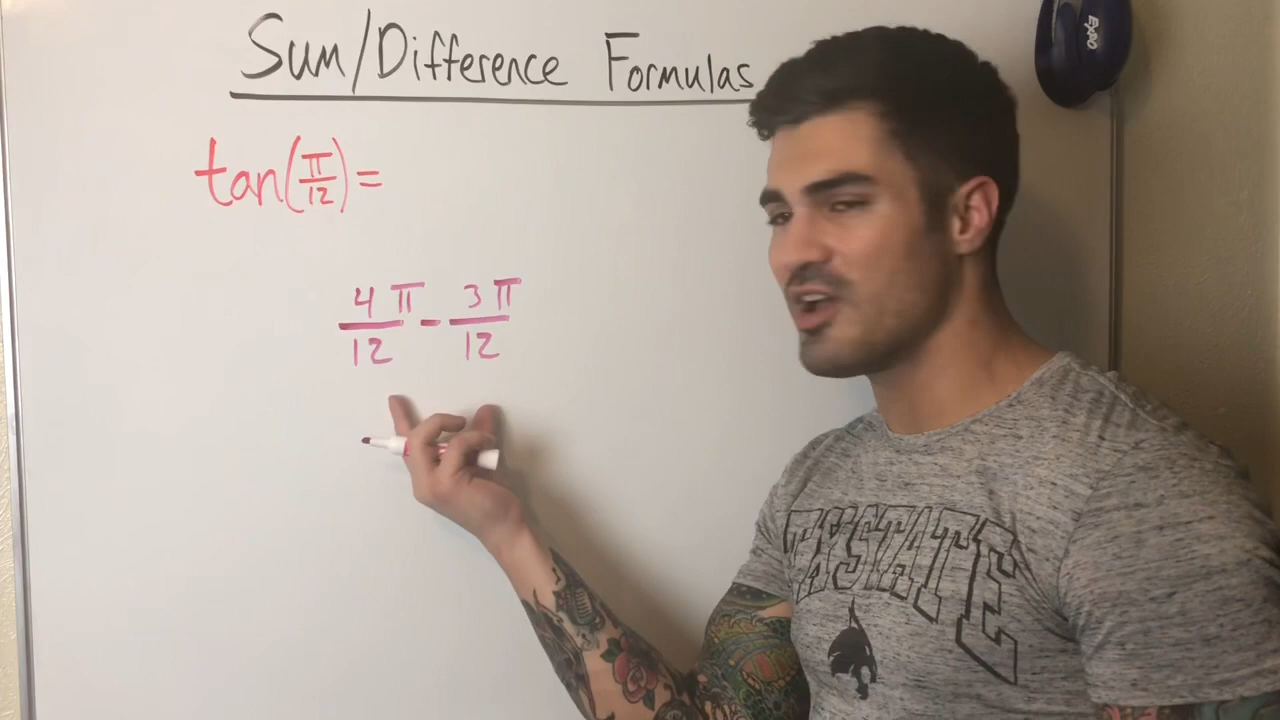 Sum/Difference Formulas
tan(π/12)=
4π/12 - 3π/12
EXPO
TXSTATE